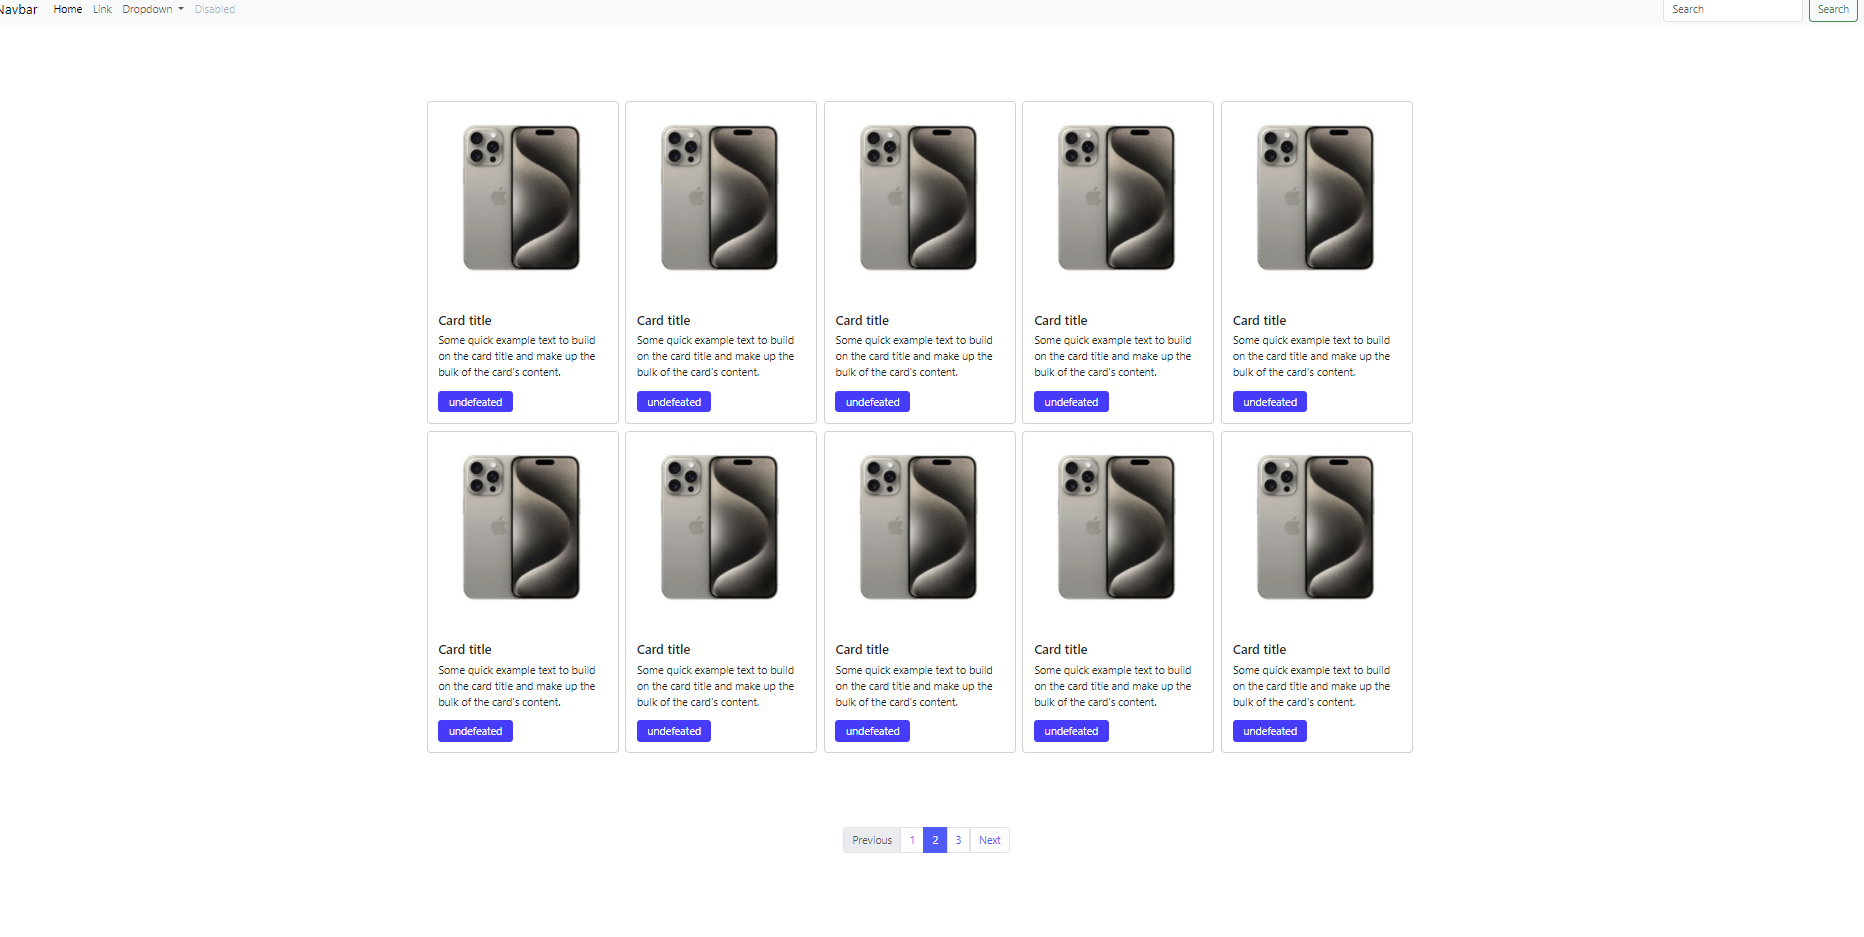 Navbar Home Link Dropdown Disabled Search Search
Card title Card title Card title Card title Card title
Some quick example text to build Some quick example text to build Some quick example text to build Some quick example text to build Some quick example text to build
on the card title and make up the on the card title and make up the on the card title and make up the on the card title and make up the on the card title and make up the
bulk of the card's content. bulk of the card's content. bulk of the card's content. bulk of the card's content. bulk of the card's content.
undefeated undefeated undefeated undefeated undefeated
Card title Card title Card title Card title Card title
Some quick example text to build Some quick example text to build Some quick example text to build Some quick example text to build Some quick example text to build
on the card title and make up the on the card title and make up the on the card title and make up the on the card title and make up the on the card title and make up the
bulk of the card's content. bulk of the card's content. bulk of the card's content. bulk of the card's content. bulk of the card's content.
undefeated undefeated undefeated undefeated undefeated
Previous 1 2 3 Next